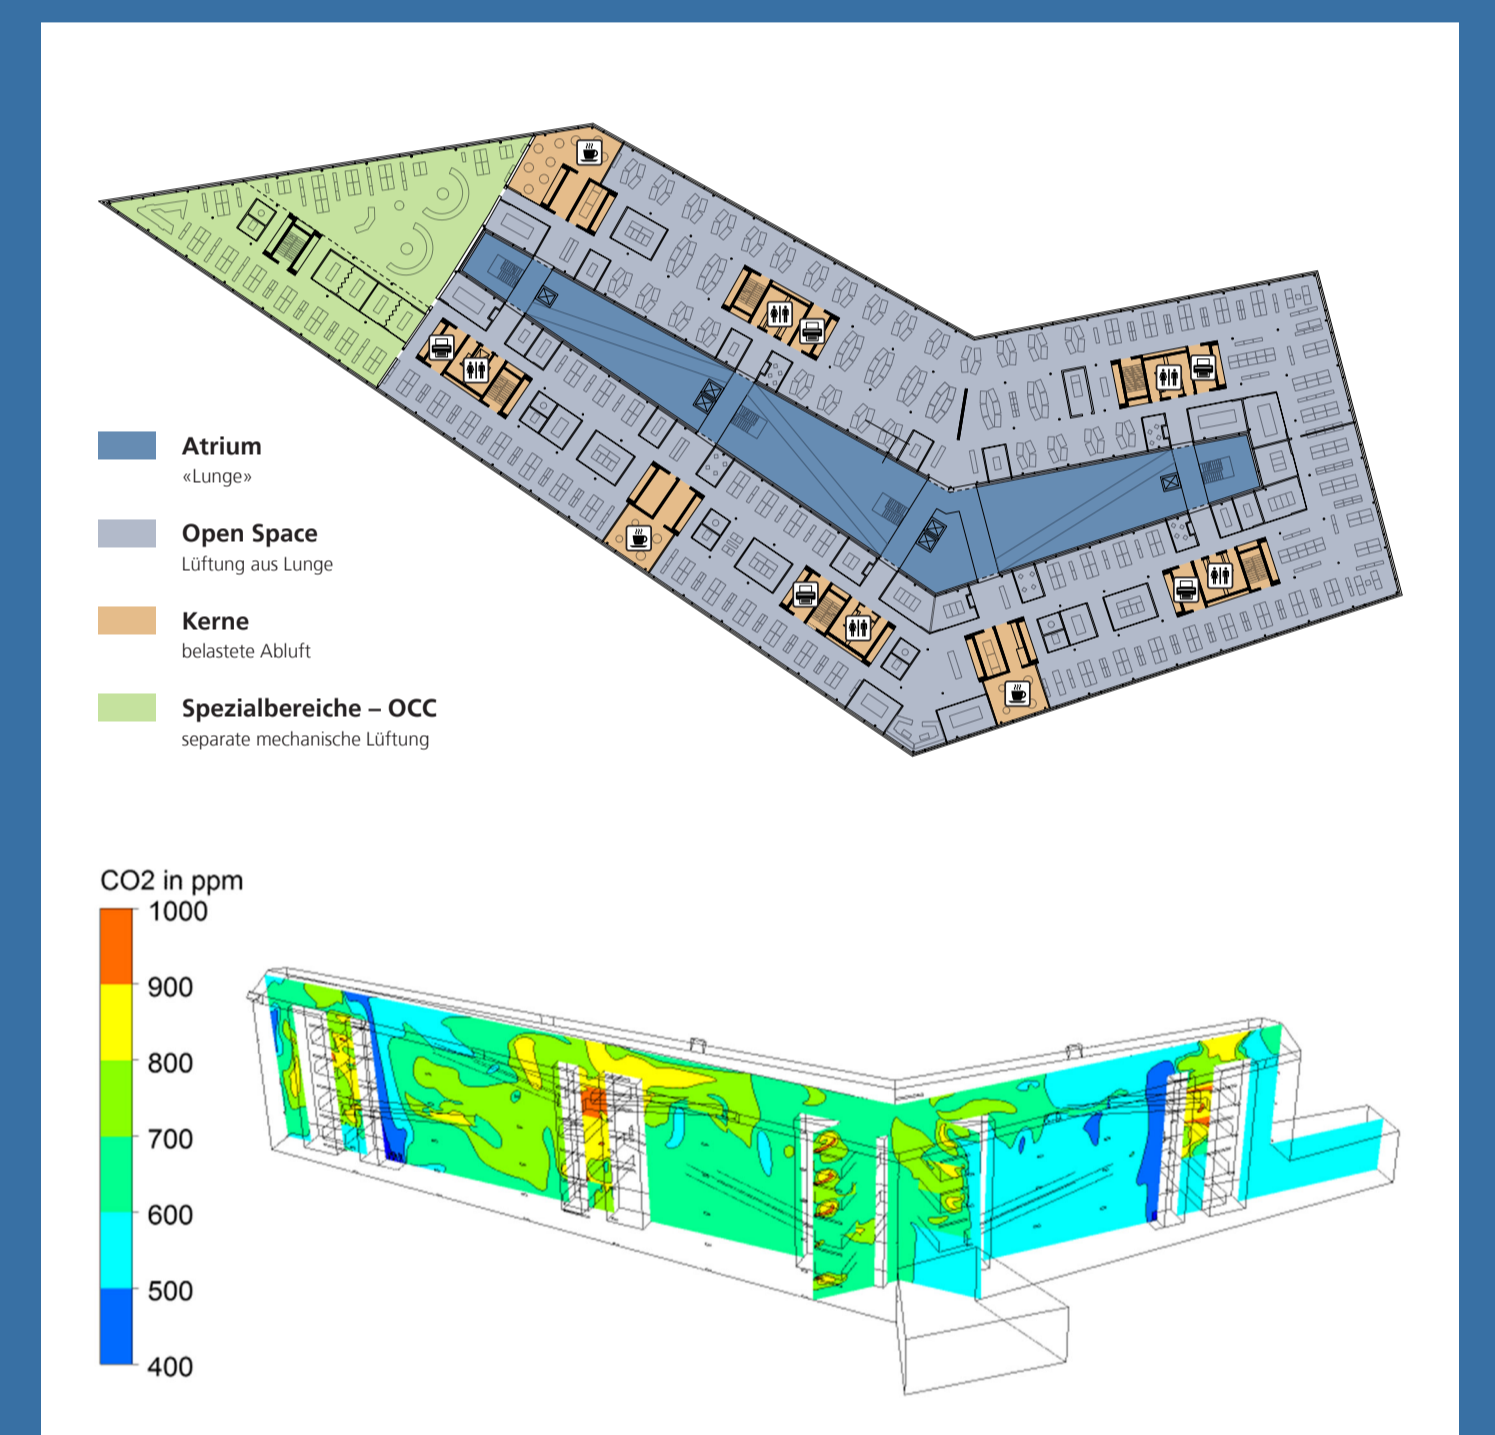 Atrium
«Lunge»
Open Space
Lüftung aus Lunge
Kerne
belastete Abluft
Spezialbereiche – OCC
separate mechanische Lüftung
CO2 in ppm
1000
900
800
700
600
500
400